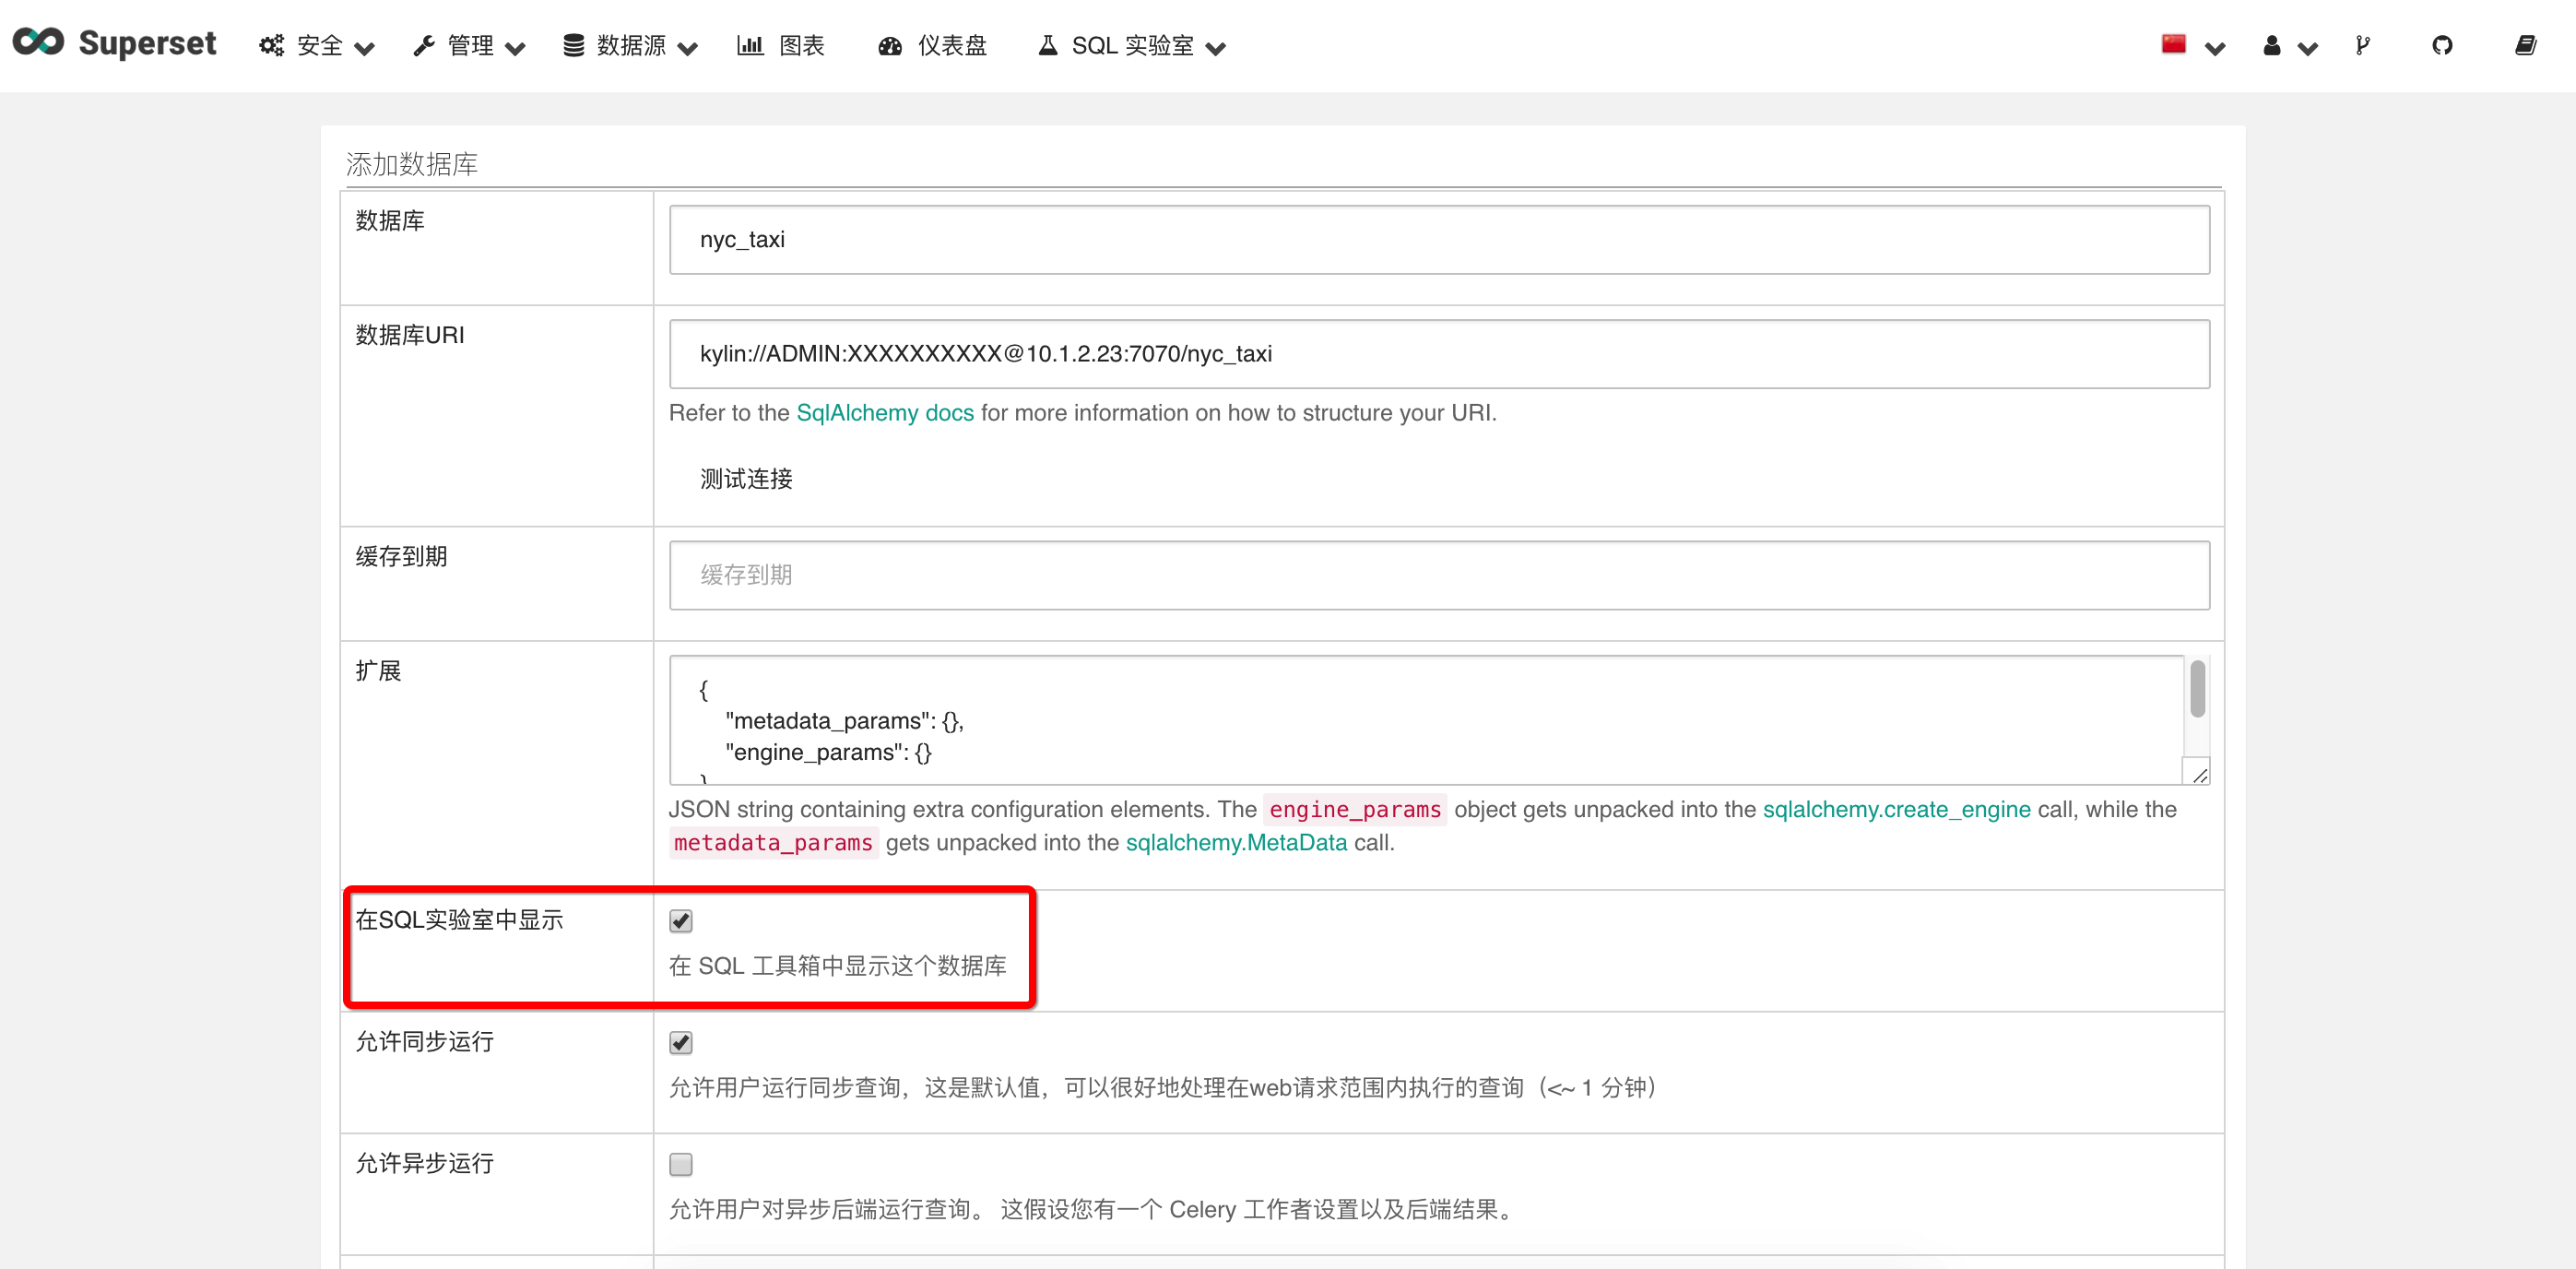 Superset 安全 管理 数据源 图表 仪表盘 SQL 实验室
添加数据库
数据库
nyc_taxi
数据库URI
kylin://ADMIN:XXXXXXXXXX@10.1.2.23:7070/nyc_taxi
Refer to the SqlAlchemy docs for more information on how to structure your URI.
测试连接
缓存到期
缓存到期
扩展
{
"metadata_params": {},
"engine_params": {}
}
JSON string containing extra configuration elements. The engine_params object gets unpacked into the sqlalchemy.create_engine call, while the
metadata_params gets unpacked into the sqlalchemy.MetaData call.
在SQL实验室中显示
在 SQL 工具箱中显示这个数据库
允许同步运行
允许用户运行同步查询，这是默认值，可以很好地处理在web请求范围内执行的查询（<~ 1 分钟）
允许异步运行
允许用户对异步后端运行查询。 这假设您有一个 Celery 工作者设置以及后端结果。